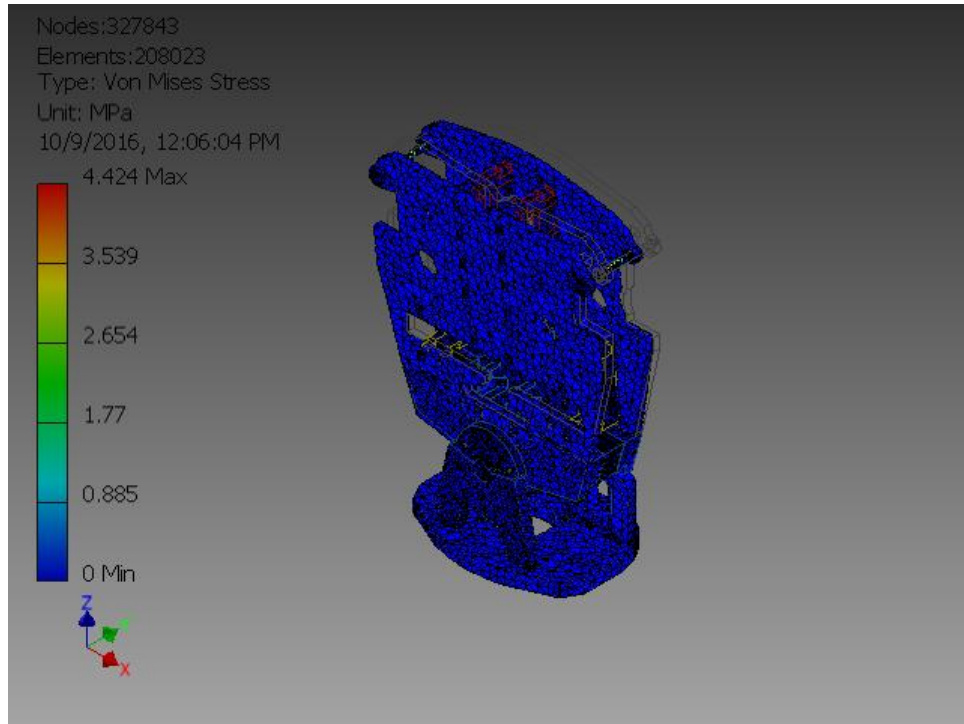 Nodes:327843
Elements:208023
Type: Von Mises Stress
Unit: MPa
10/9/2016, 12:06:04 PM
4.424 Max
3.539
2.654
1.77
0.885
0 Min
Z
Y
X